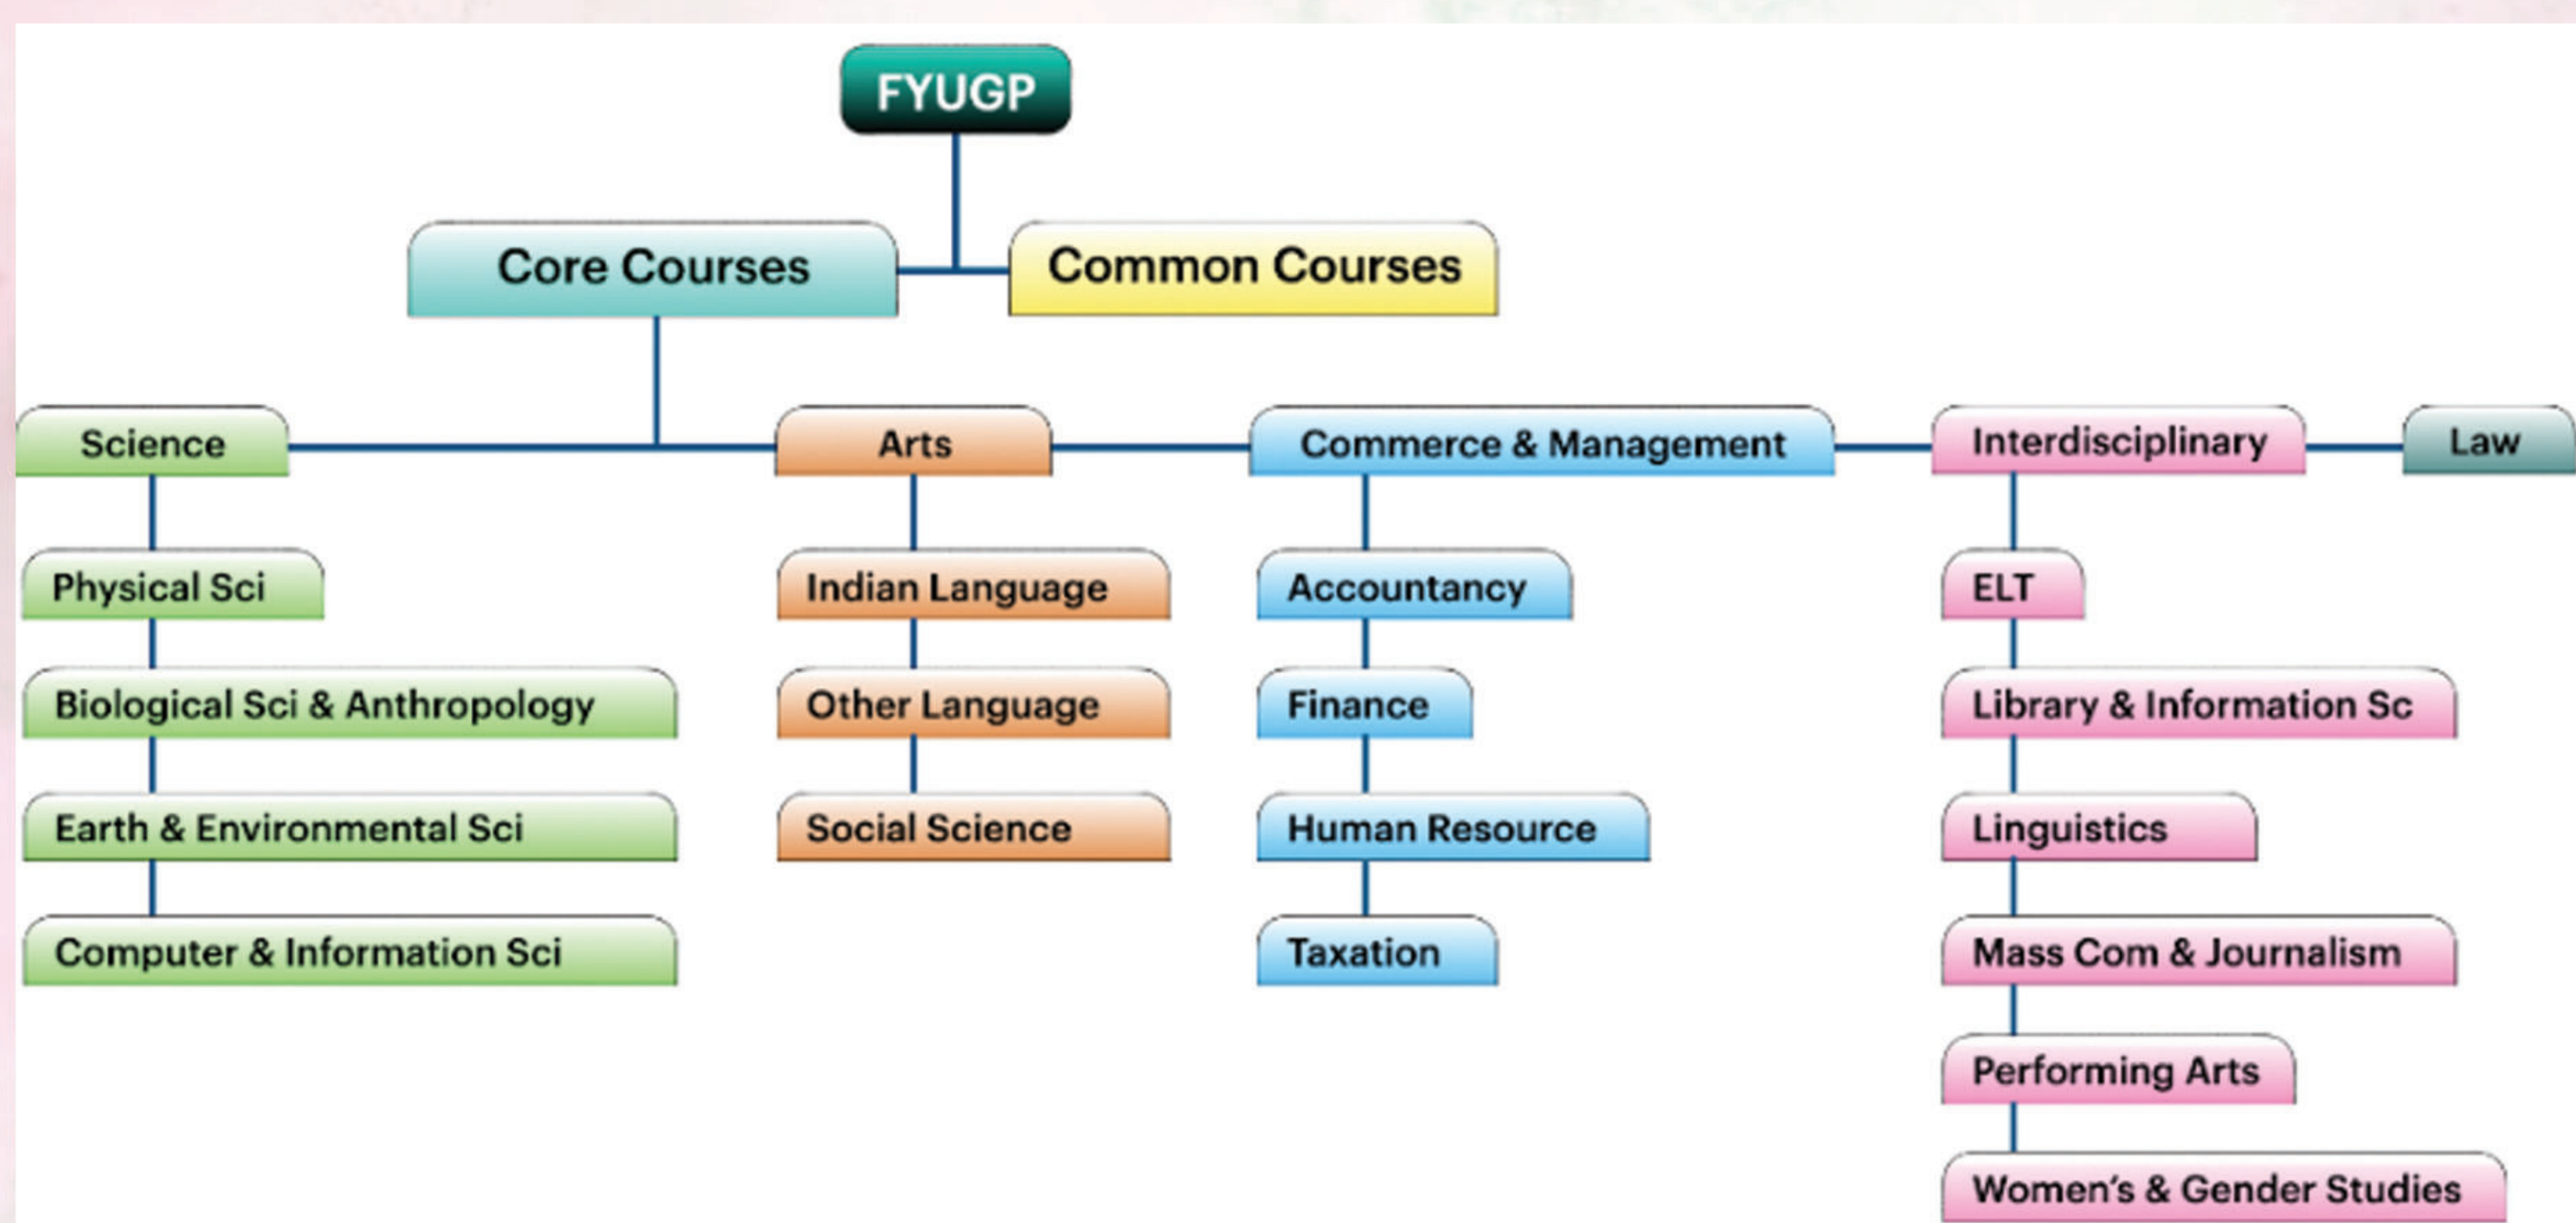 FYUGP
Core Courses
Common Courses
Science
Arts
Commerce & Management
Interdisciplinary
Law
Physical Sci
Biological Sci & Anthropology
Earth & Environmental Sci
Computer & Information Sci
Indian Language
Other Language
Social Science
Accountancy
Finance
Human Resource
Taxation
ELT
Library & Information Sc
Linguistics
Mass Com & Journalism
Performing Arts
Women's & Gender Studies